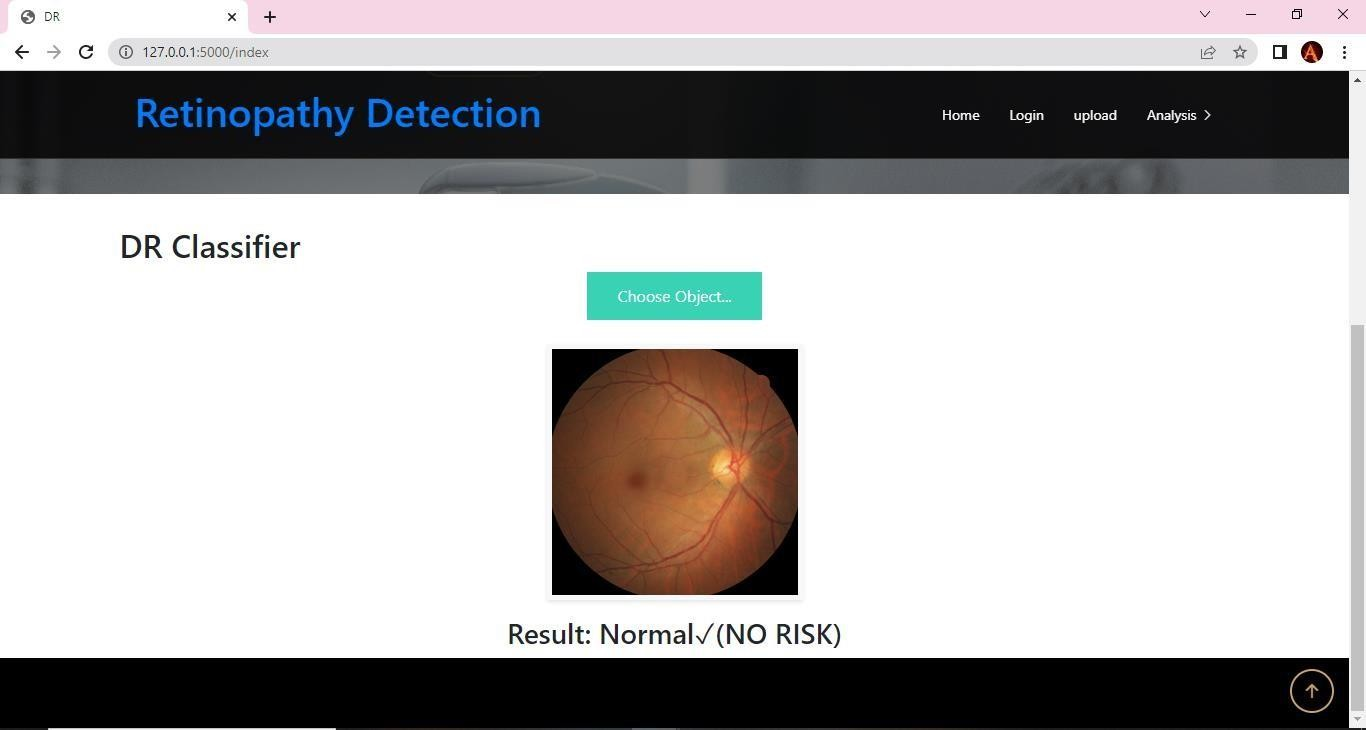 DR
127.0.0.1:5000/index
Retinopathy Detection
Home Login upload Analysis
DR Classifier
Choose Object...
Result: Normal✓(NO RISK)